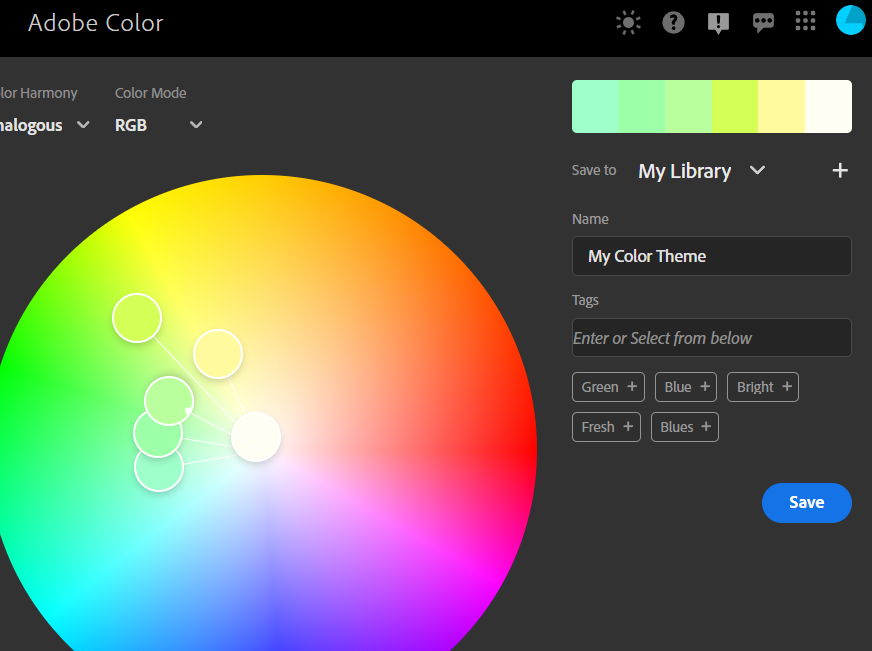 Adobe Color
lor Harmony
Color Mode
nalogous
RGB
Save to
My Library
Name
My Color Theme
Tags
Enter or Select from below
Green +
Blue +
Bright +
Fresh +
Blues +
Save